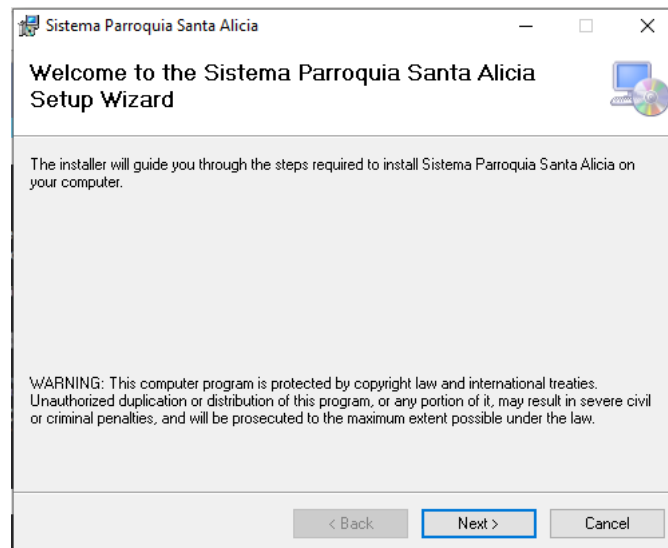 Sistema Parroquia Santa Alicia
Welcome to the Sistema Parroquia Santa Alicia
Setup Wizard
The installer will guide you through the steps required to install Sistema Parroquia Santa Alicia on
your computer.
WARNING: This computer program is protected by copyright law and international treaties.
Unauthorized duplication or distribution of this program, or any portion of it, may result in severe civil
or criminal penalties, and will be prosecuted to the maximum extent possible under the law.
< Back Next > Cancel